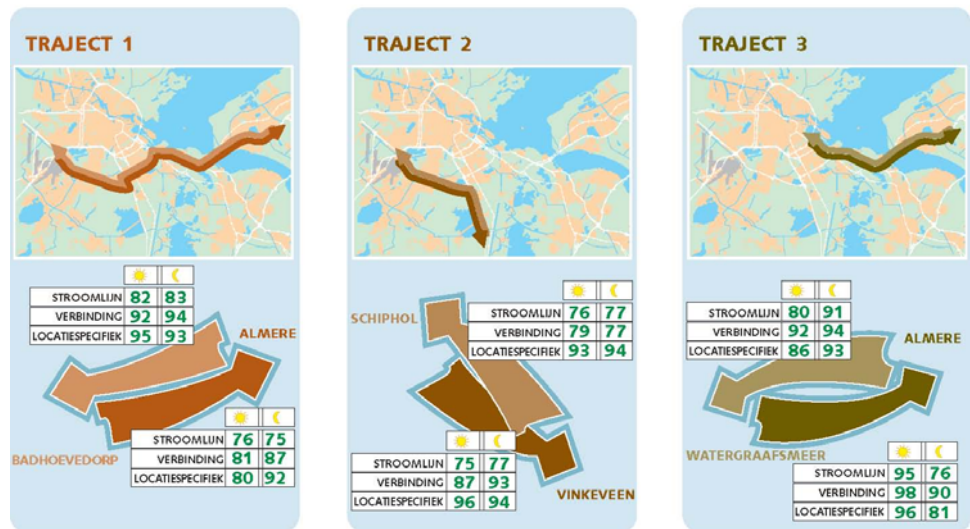 TRAJECT 1
STROOMLIJN 82 83
VERBINDING 92 94
LOCATIESPECIFIEK 95 93
ALMERE
BADHOEVEDORP
STROOMLIJN 76 75
VERBINDING 81 87
LOCATIESPECIFIEK 80 92
TRAJECT 2
SCHIPHOL
STROOMLIJN 76 77
VERBINDING 79 77
LOCATIESPECIFIEK 93 94
STROOMLIJN 75 77
VERBINDING 87 93
LOCATIESPECIFIEK 96 94
VINKEVEEN
TRAJECT 3
STROOMLIJN 80 91
VERBINDING 92 94
LOCATIESPECIFIEK 86 93
ALMERE
WATERGRAAFSMEER
STROOMLIJN 95 76
VERBINDING 98 90
LOCATIESPECIFIEK 96 81